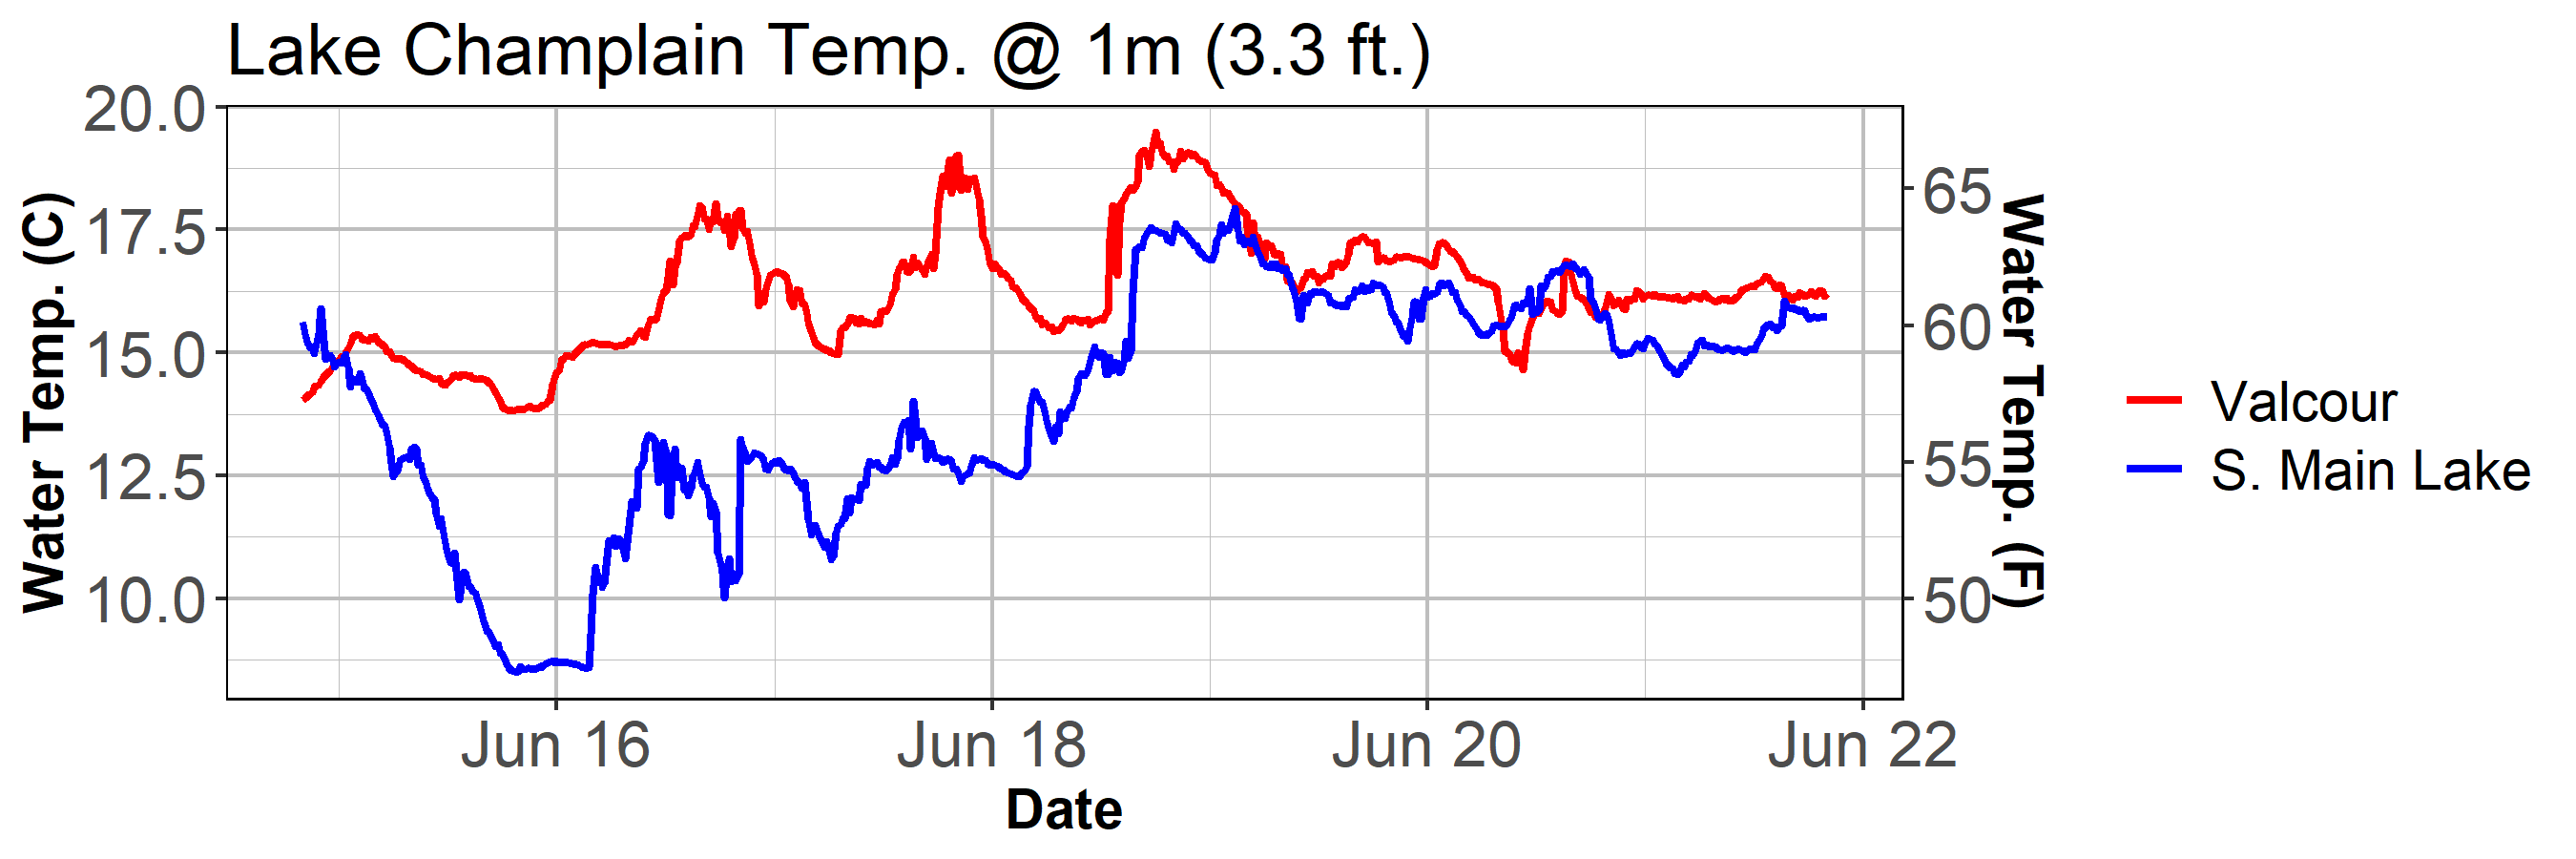 Lake Champlain Temp. @ 1m (3.3 ft.)
Water Temp. (C)
20.0
17.5
15.0
12.5
10.0
65
60
55
50
Water Temp. (F)
Jun 16
Jun 18
Jun 20
Jun 22
Date
Valcour
S. Main Lake